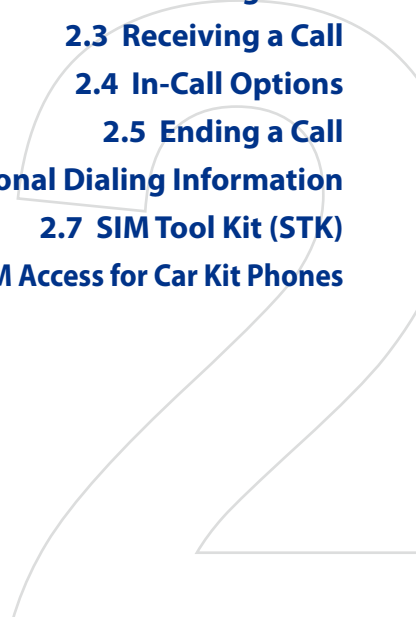 2.3 Receiving a Call
2.4 In-Call Options
2.5 Ending a Call
Dialing Information
2.7 SIM Tool Kit (STK)
Access for Car Kit Phones
2